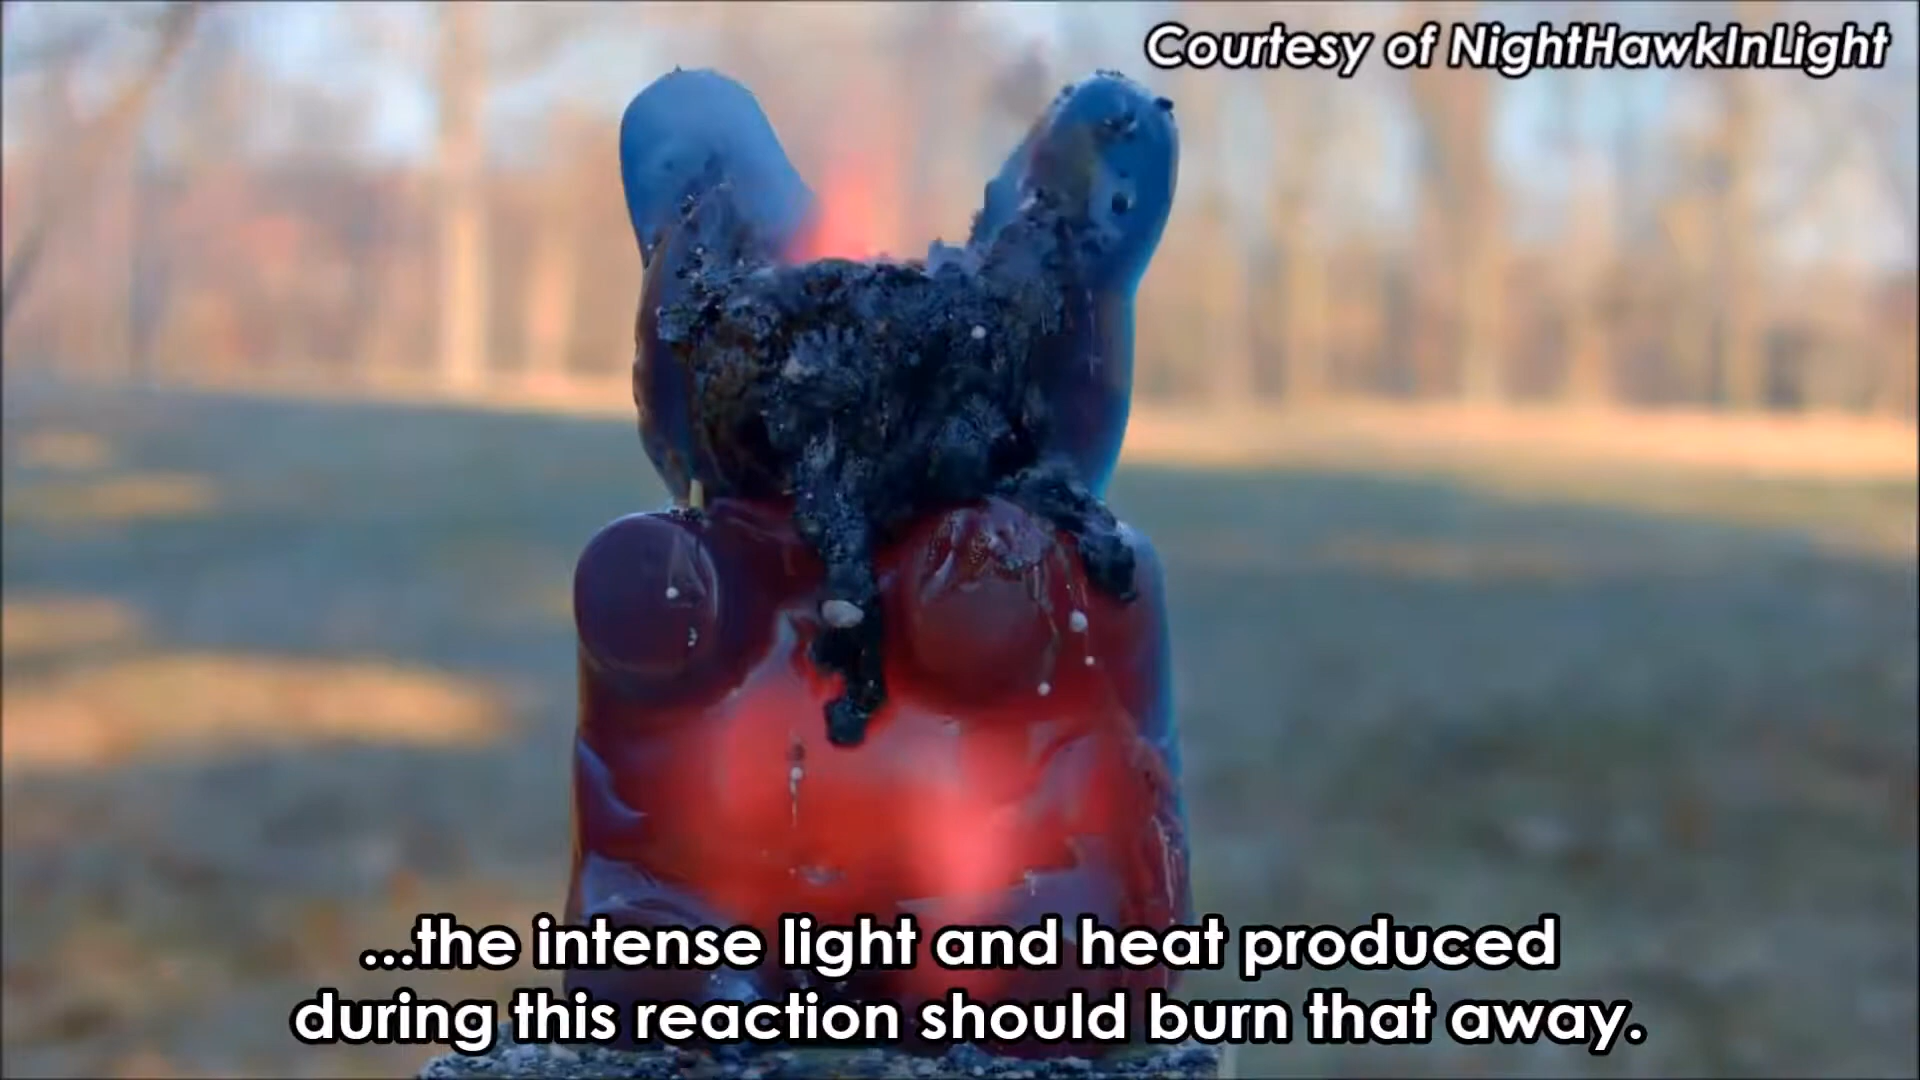 Courtesy of NightHawkInLight
...the intense light and heat produced
during this reaction should burn that away.